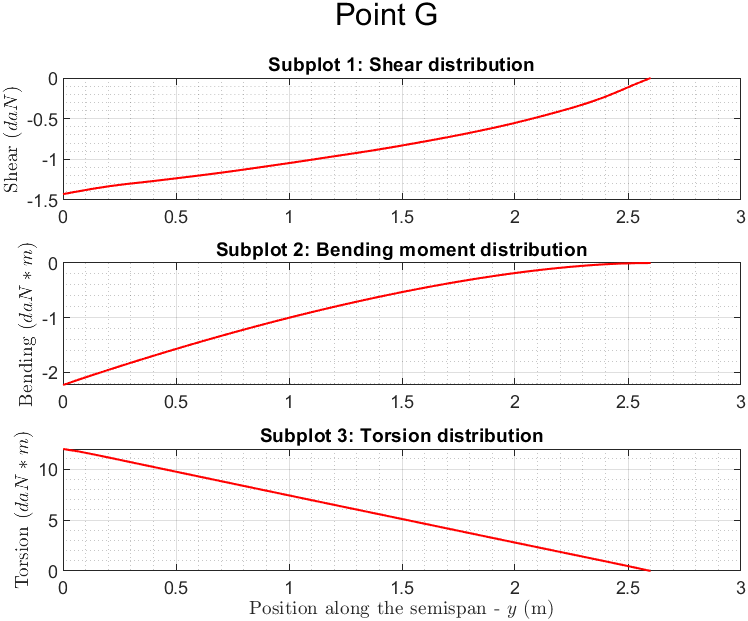 Point G
Subplot 1: Shear distribution
Shear (daN)
0
-0.5
-1
-1.5
0 0.5 1 1.5 2 2.5 3
Subplot 2: Bending moment distribution
Bending (daN * m)
0
-1
-2
0 0.5 1 1.5 2 2.5 3
Subplot 3: Torsion distribution
Torsion (daN * m)
10
5
0
0 0.5 1 1.5 2 2.5 3
Position along the semispan - y (m)